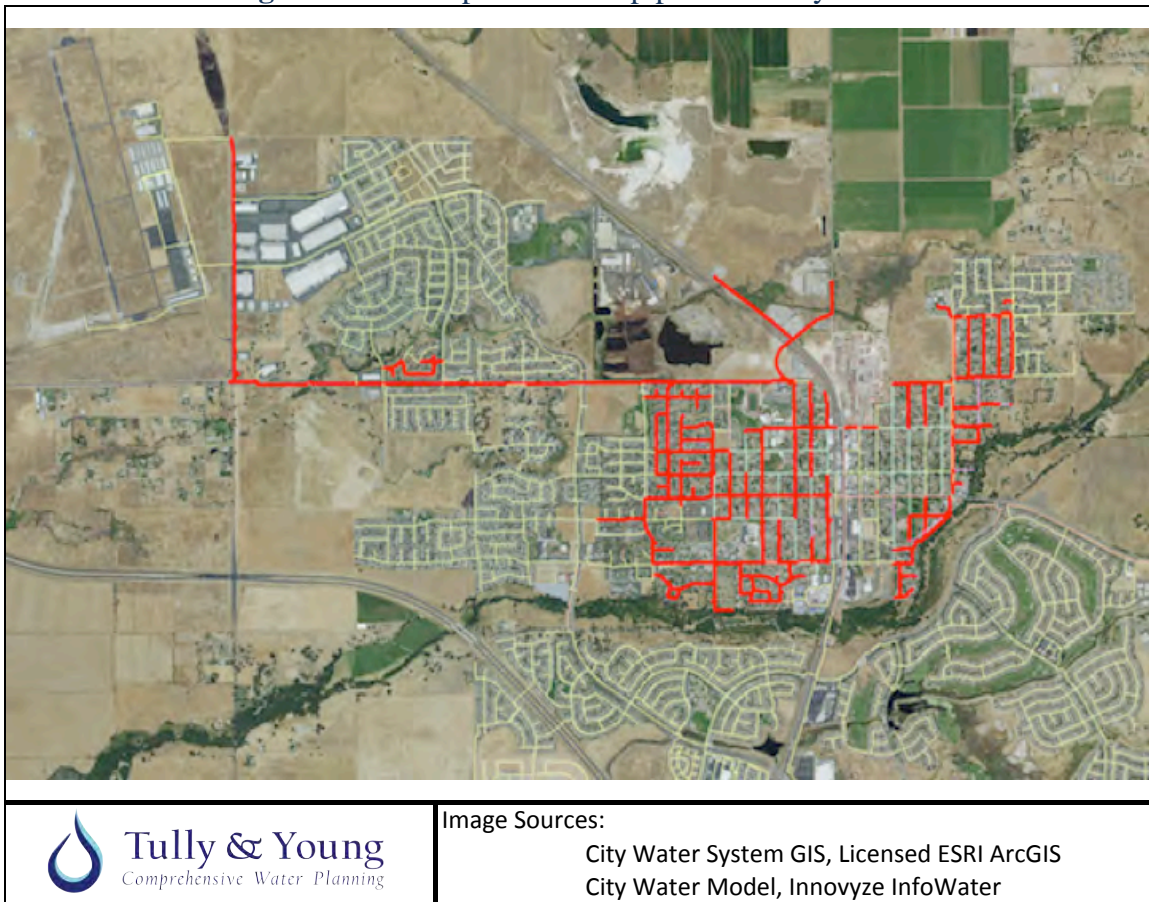 Tully & Young
Comprehensive Water Planning
Image Sources:
City Water System GIS, Licensed ESRI ArcGIS
City Water Model, Innovyze InfoWater